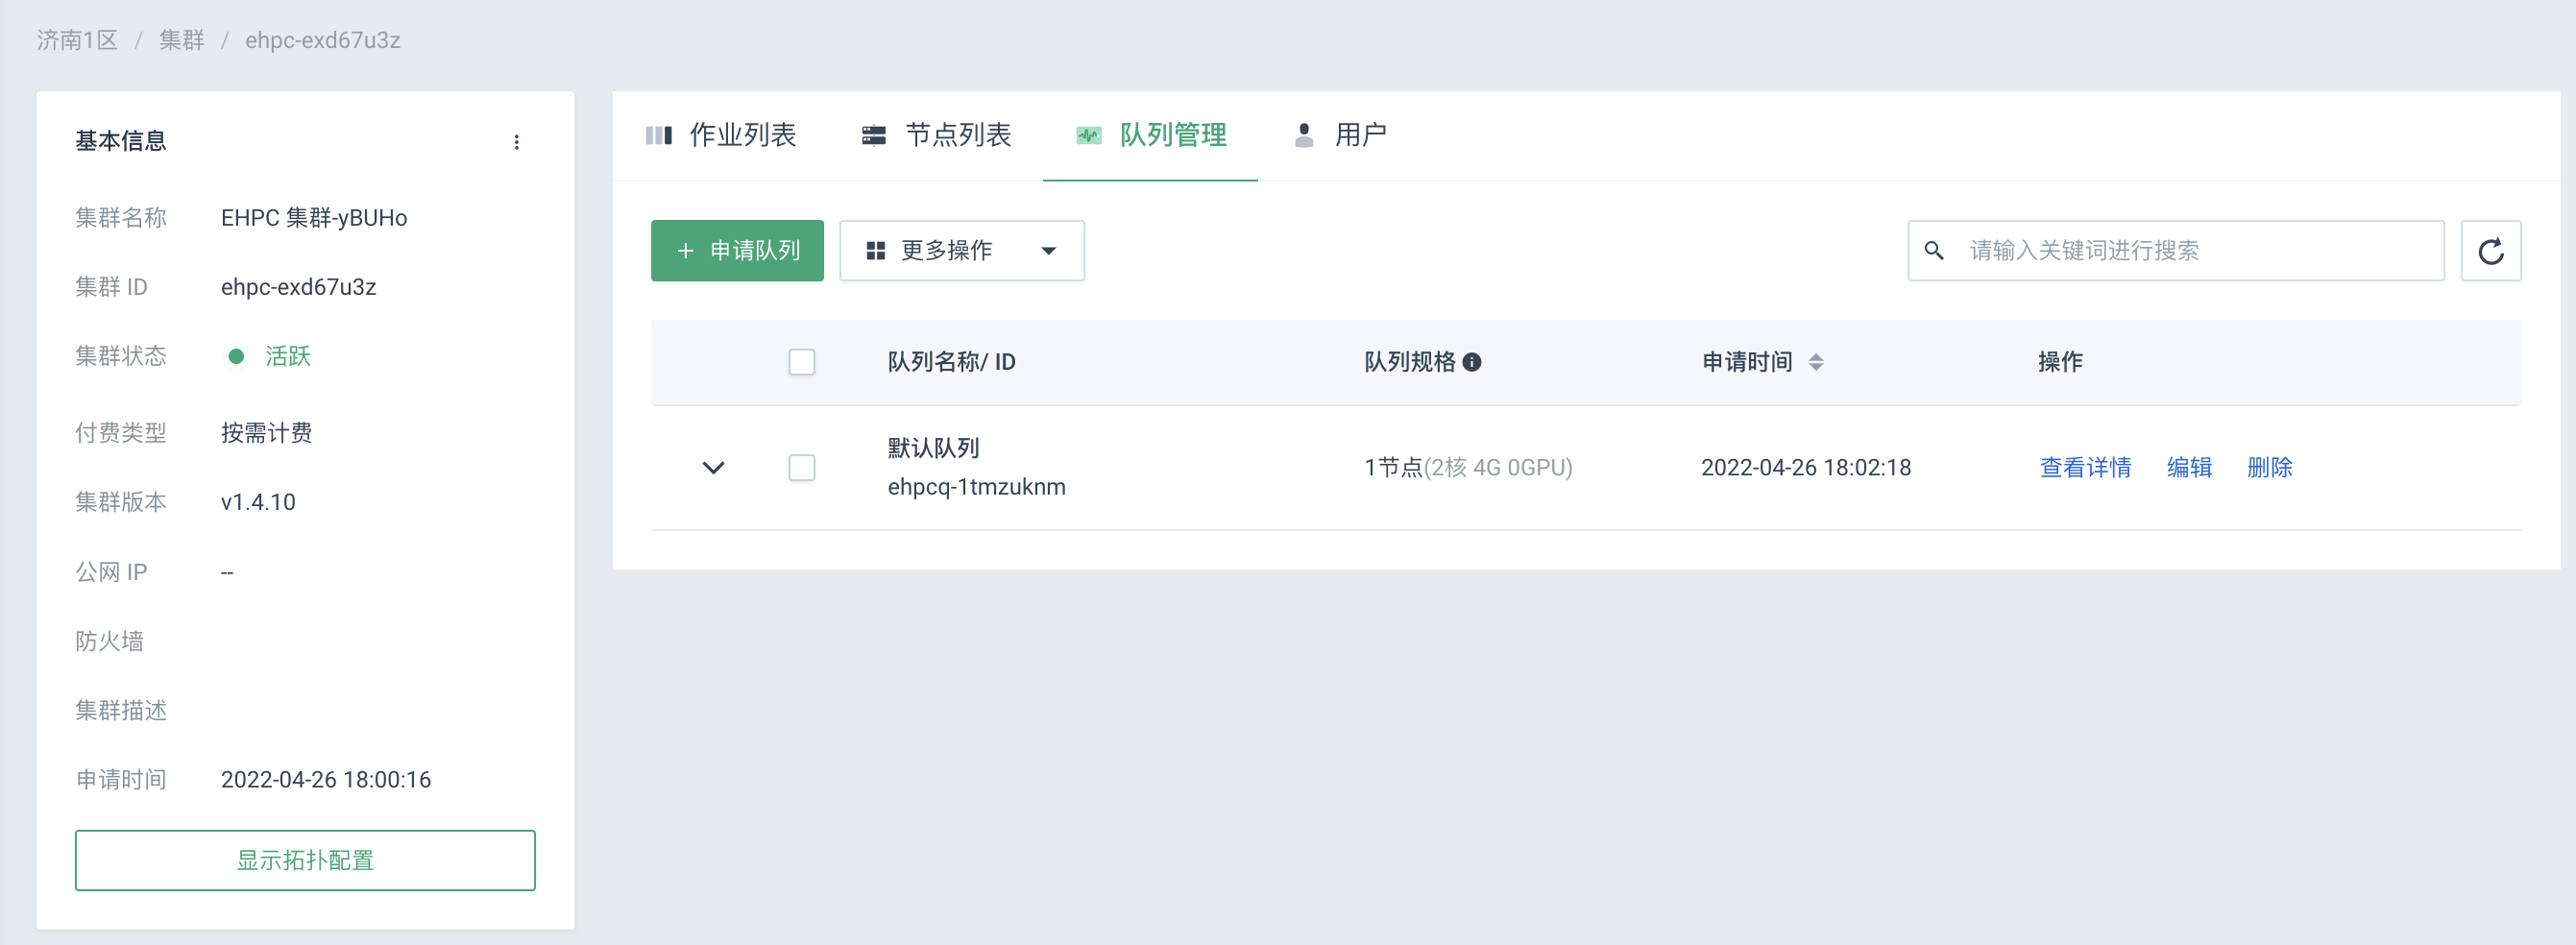 济南1区 / 集群 / ehpc-exd67u3z
基本信息
集群名称 EHPC 集群-yBUHo
集群 ID ehpc-exd67u3z
集群状态 活跃
付费类型 按需计费
集群版本 v1.4.10
公网 IP --
防火墙
集群描述
申请时间 2022-04-26 18:00:16
显示拓扑配置
作业列表 节点列表 队列管理 用户
+ 申请队列 更多操作 请输入关键词进行搜索
队列名称/ ID 队列规格 申请时间 操作
默认队列
ehpcq-1tmzuknm
1节点(2核 4G 0GPU) 2022-04-26 18:02:18 查看详情 编辑 删除